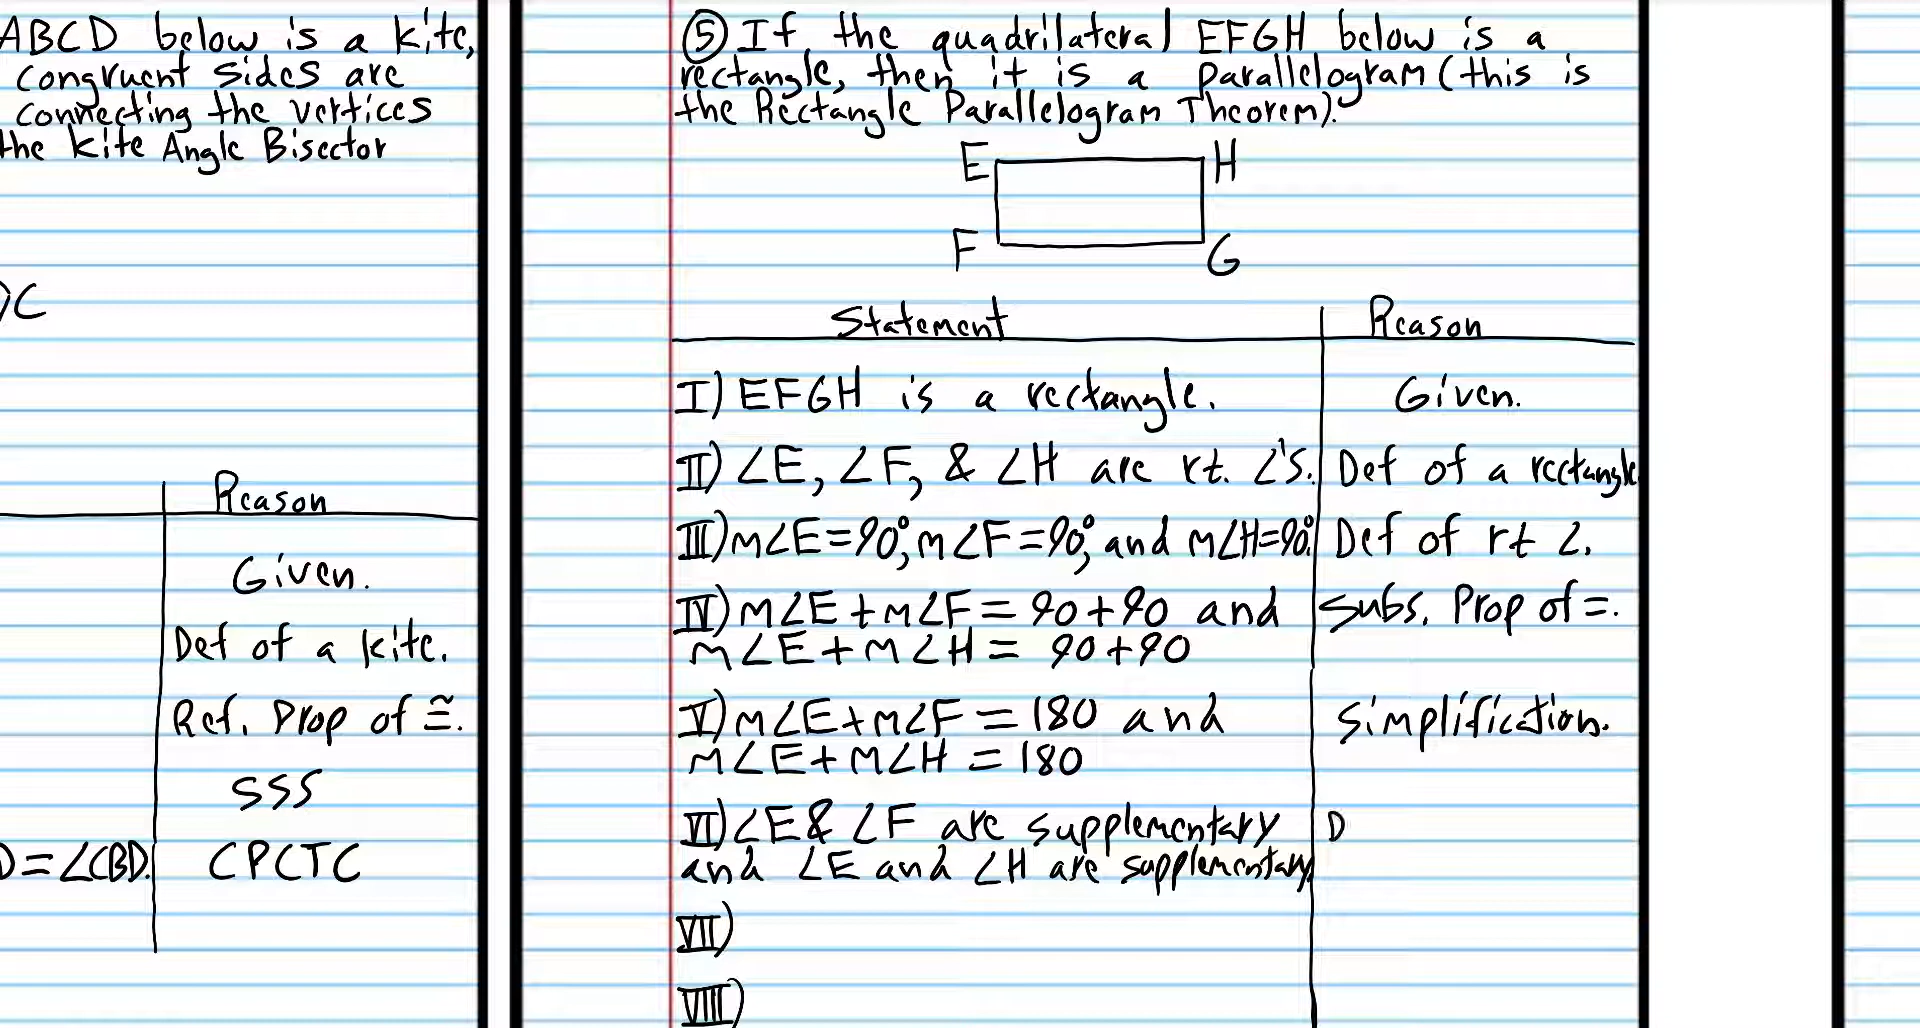 ABCD below is a kite,
congruent sides are
connecting the vertices
the Kite Angle Bisector
DC
Reason
Given.
Def of a kite.
Ref. Prop of ≅.
SSS
D=∠CBD. CPCTC
⑤ If the quadrilateral EFGH below is a
rectangle, then it is a parallelogram (this is
the Rectangle Parallelogram Theorem).
E H
F G
Statement Reason
I) EFGH is a rectangle. Given.
II) ∠E, ∠F, & ∠H are rt. ∠'s. Def of a rectangle
III) m∠E=90°, m∠F=90°, and m∠H=90°. Def of rt ∠.
IV) m∠E+m∠F=90+90 and Subs. Prop of =.
m∠E+m∠H=90+90
V) m∠E+m∠F=180 and Simplification.
m∠E+m∠H=180
VI) ∠E & ∠F are supplementary D
and ∠E and ∠H are supplementary.
VII)
VIII)